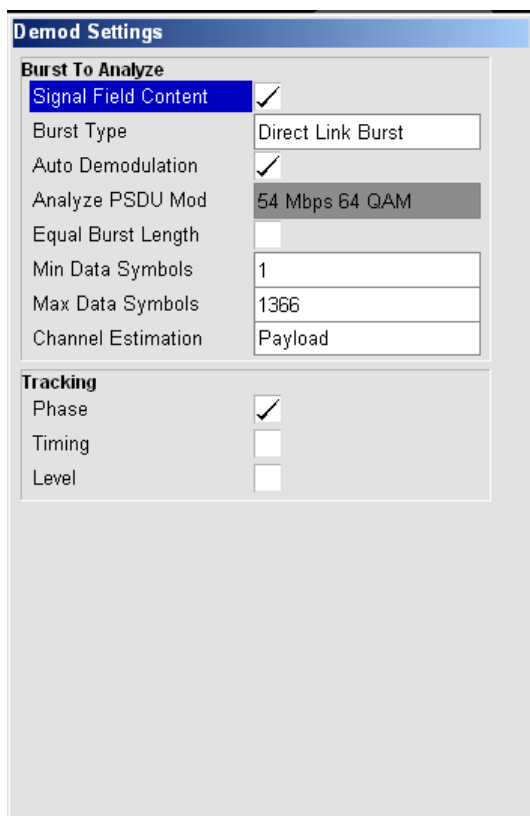 Demod Settings
Burst To Analyze
Signal Field Content
Burst Type Direct Link Burst
Auto Demodulation
Analyze PSDU Mod 54 Mbps 64 QAM
Equal Burst Length
Min Data Symbols 1
Max Data Symbols 1366
Channel Estimation Payload
Tracking
Phase
Timing
Level